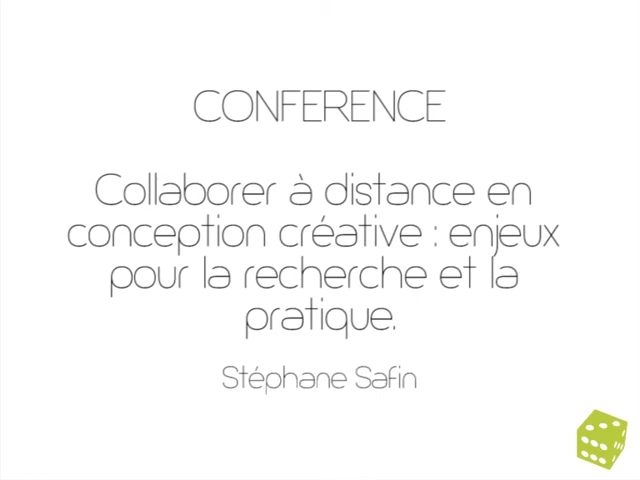 CONFERENCE
Collaborer à distance en
conception créative : enjeux
pour la recherche et la
pratique.
Stéphane Safin